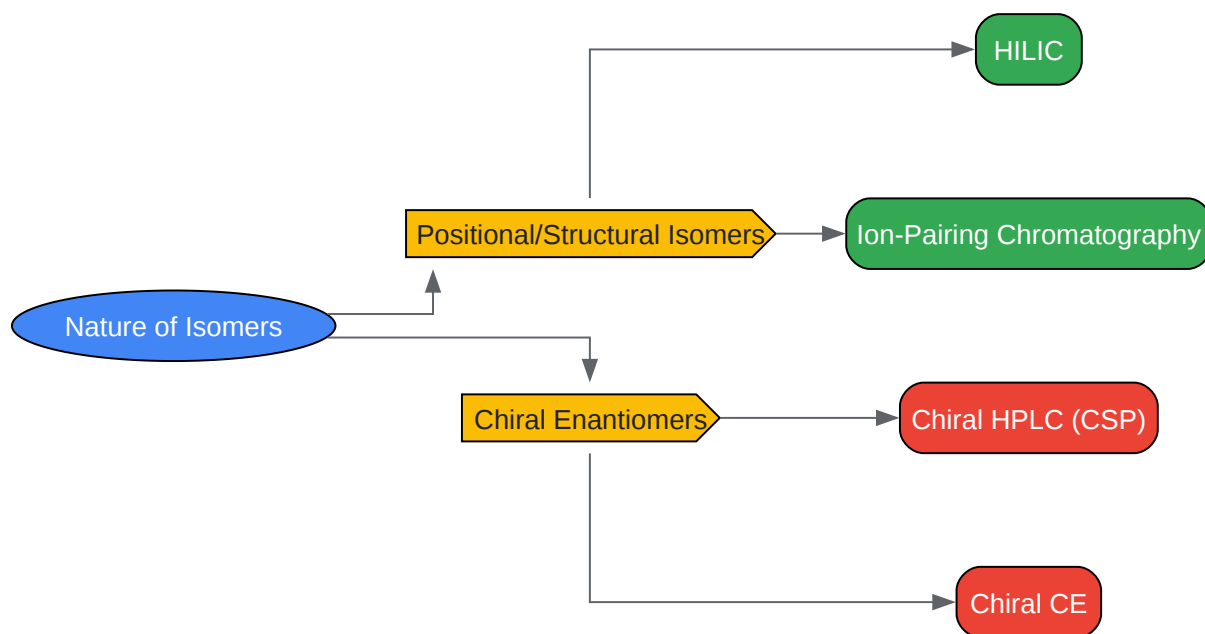 HILIC
Positional/Structural Isomers
Ion-Pairing Chromatography
Nature of Isomers
Chiral Enantiomers
Chiral HPLC (CSP)
Chiral CE